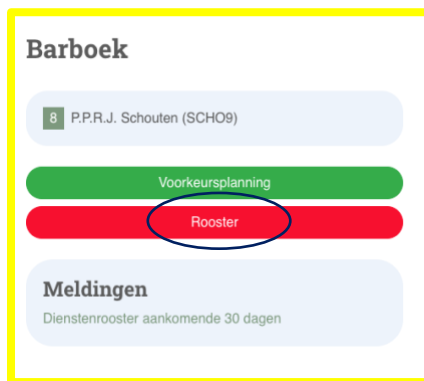 Barboek
8 P.P.R.J. Schouten (SCHO9)
Voorkeursplanning
Rooster
Meldingen
Dienstenrooster aankomende 30 dagen